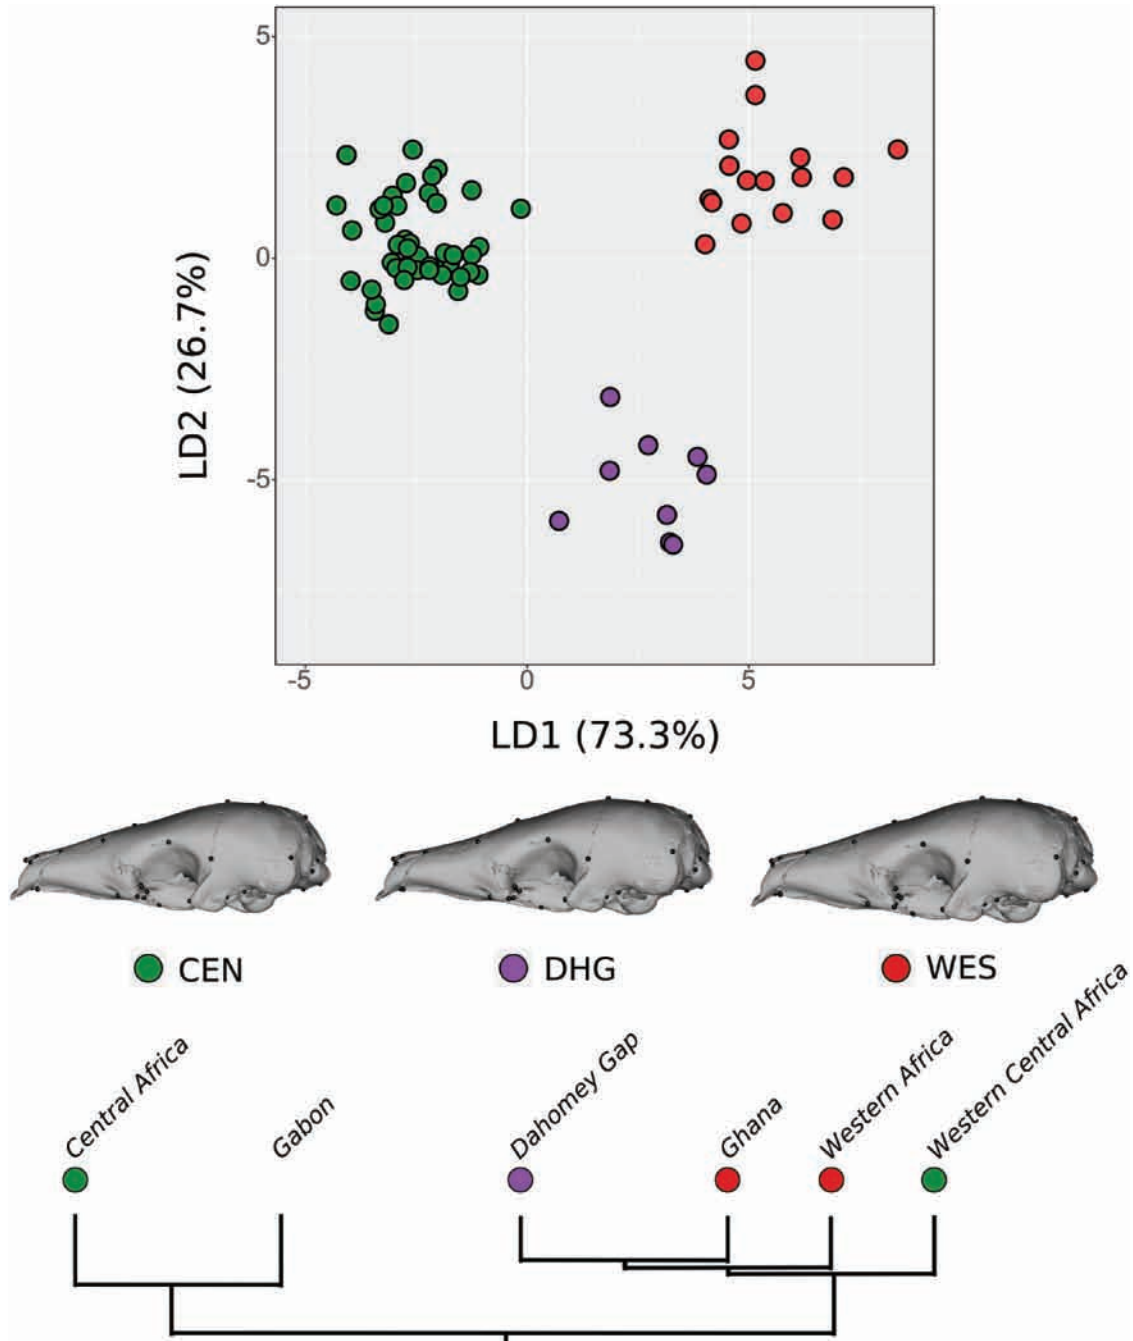 5
0
-5
LD2 (26.7%)
-5
0
5
LD1 (73.3%)
CEN
DHG
WES
Central Africa
Gabon
Dahomey Gap
Ghana
Western Africa
Western Central Africa